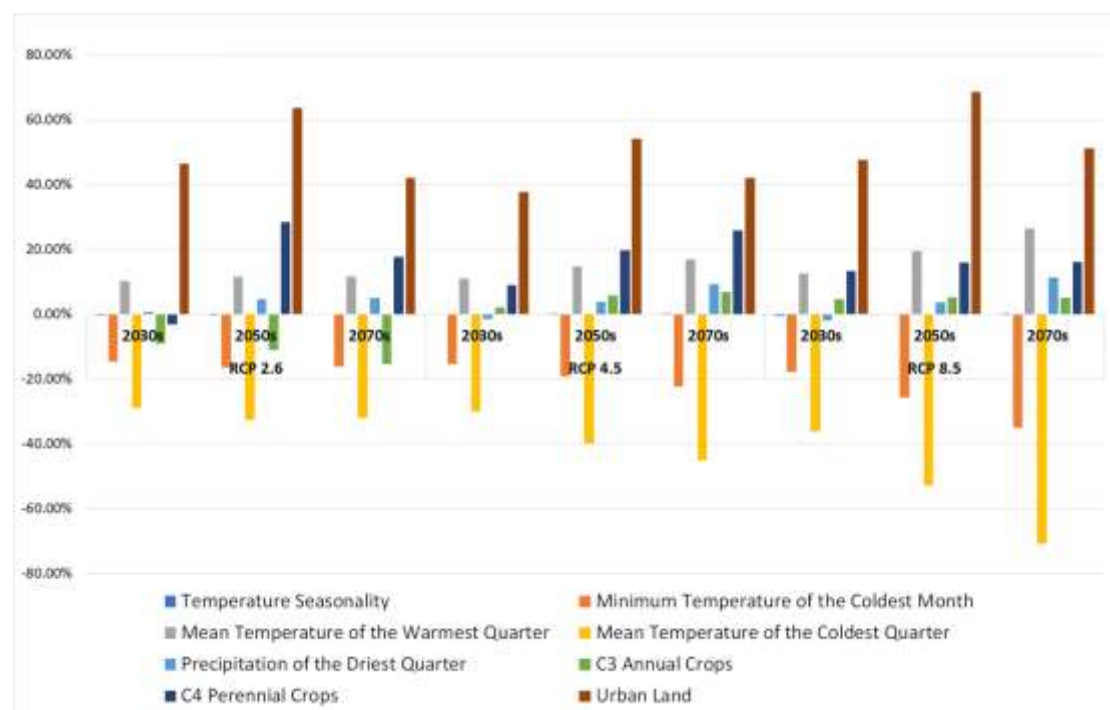 80.00%
60.00%
40.00%
20.00%
0.00%
2030s 2050s 2070s 2030s 2050s 2070s 2030s 2050s 2070s
RCP 2.6 RCP 4.5 RCP 8.5
-20.00%
-40.00%
-60.00%
-80.00%
Temperature Seasonality Minimum Temperature of the Coldest Month
Mean Temperature of the Warmest Quarter Mean Temperature of the Coldest Quarter
Precipitation of the Driest Quarter C3 Annual Crops
C4 Perennial Crops Urban Land